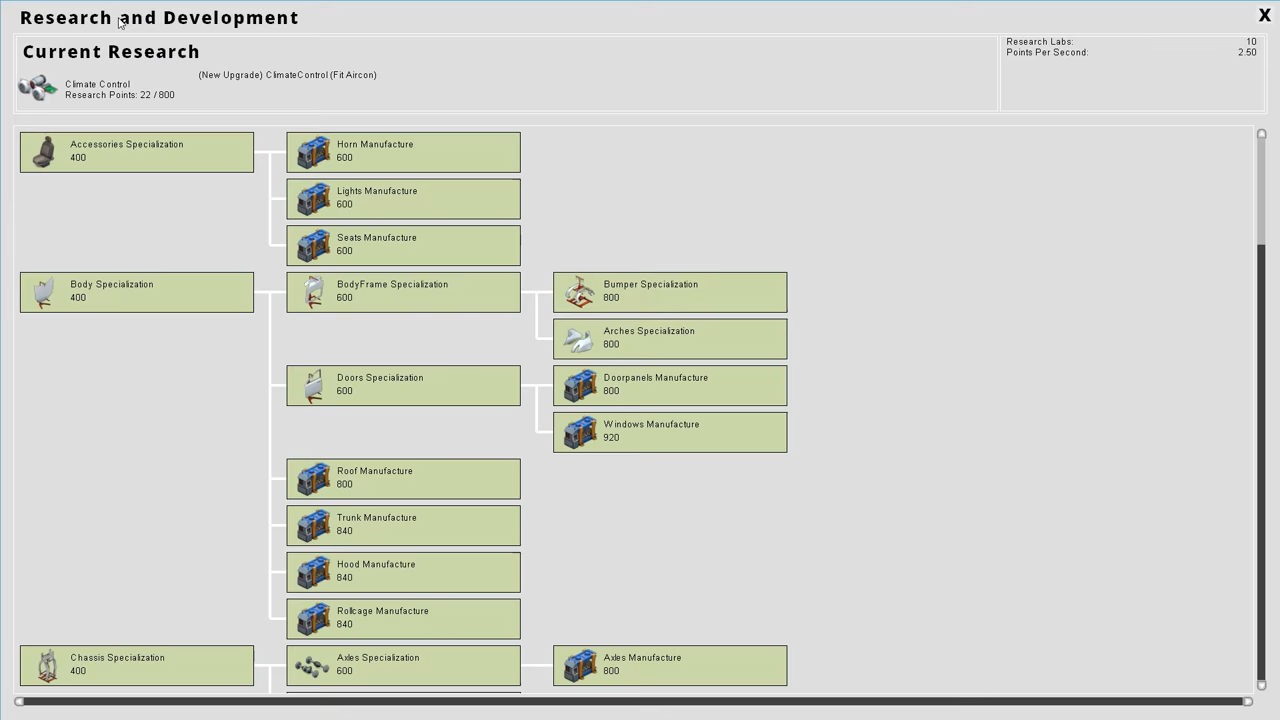 Research and Development
X
Current Research
(New Upgrade) ClimateControl (Fit Aircon)
Climate Control
Research Points: 22 / 800
Research Labs: 10
Points Per Second: 2.50
Accessories Specialization
400
Horn Manufacture
600
Lights Manufacture
600
Seats Manufacture
600
Body Specialization
400
BodyFrame Specialization
600
Bumper Specialization
800
Arches Specialization
800
Doors Specialization
600
Doorpanels Manufacture
800
Windows Manufacture
920
Roof Manufacture
800
Trunk Manufacture
840
Hood Manufacture
840
Rollcage Manufacture
840
Chassis Specialization
400
Axles Specialization
600
Axles Manufacture
800